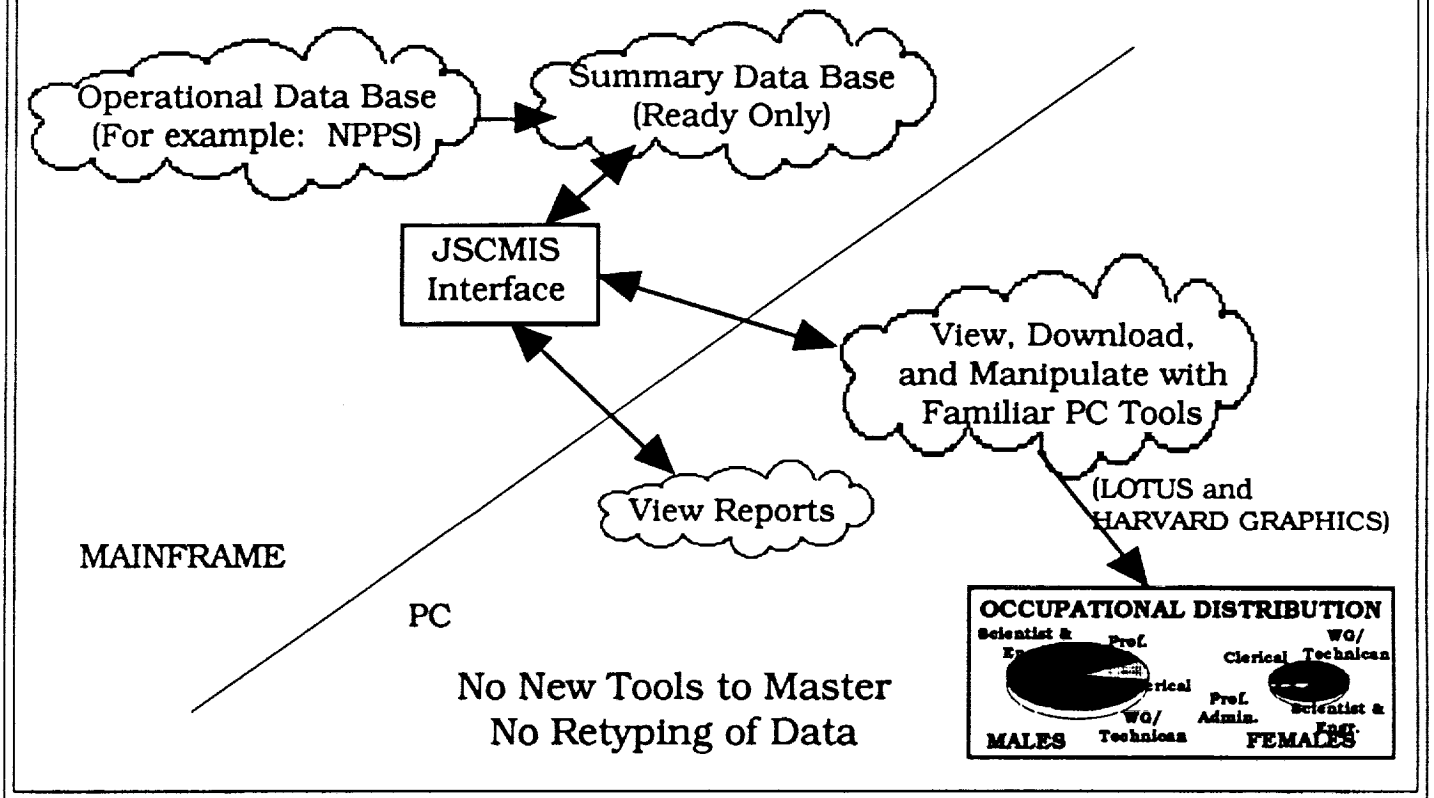 Operational Data Base
(For example: NPPS)
Summary Data Base
(Ready Only)
JSCMIS
Interface
View, Download,
and Manipulate with
Familiar PC Tools
(LOTUS and
HARVARD GRAPHICS)
View Reports
MAINFRAME
PC
No New Tools to Master
No Retyping of Data
OCCUPATIONAL DISTRIBUTION
Scientist &
Prof.
erical
WG/
Technican
MALES
WG/
Clerical Technican
Prof.
Admin.
Scientist &
Engr.
FEMALES